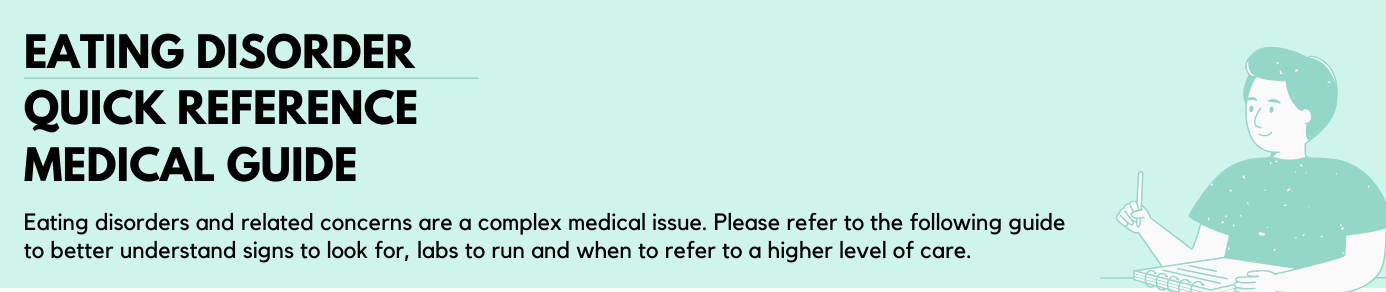 EATING DISORDER
QUICK REFERENCE
MEDICAL GUIDE
Eating disorders and related concerns are a complex medical issue. Please refer to the following guide
to better understand signs to look for, labs to run and when to refer to a higher level of care.